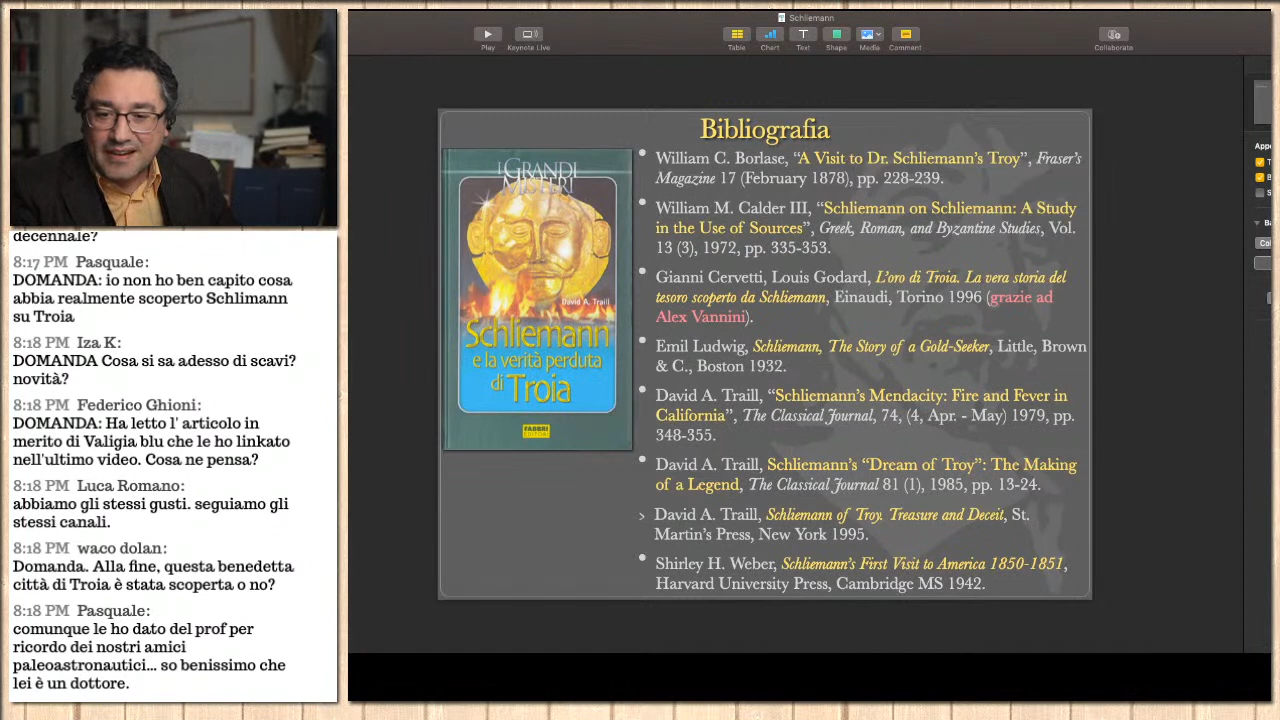 decennale?
8:17 PM Pasquale:
DOMANDA: io non ho ben capito cosa
abbia realmente scoperto Schlimann
su Troia
8:18 PM Iza K:
DOMANDA Cosa si sa adesso di scavi?
novità?
8:18 PM Federico Ghioni:
DOMANDA: Ha letto l' articolo in
merito di Valigia blu che le ho linkato
nell'ultimo video. Cosa ne pensa?
8:18 PM Luca Romano:
abbiamo gli stessi gusti. seguiamo gli
stessi canali.
8:18 PM waco dolan:
Domanda. Alla fine, questa benedetta
città di Troia è stata scoperta o no?
8:18 PM Pasquale:
comunque le ho dato del prof per
ricordo dei nostri amici
paleoastronautici... so benissimo che
lei è un dottore.
Schliemann
Play
Keynote Live
Table
Chart
Text
Shape
Media
Comment
Collaborate
Bibliografia
I GRANDI
MISTERI
David A. Traill
Schliemann
e la verità perduta
di Troia
FABBRI
EDITORI
• William C. Borlase, “A Visit to Dr. Schliemann’s Troy”, Fraser’s
Magazine 17 (February 1878), pp. 228-239.
• William M. Calder III, “Schliemann on Schliemann: A Study
in the Use of Sources”, Greek, Roman, and Byzantine Studies, Vol.
13 (3), 1972, pp. 335-353.
• Gianni Cervetti, Louis Godard, L’oro di Troia. La vera storia del
tesoro scoperto da Schliemann, Einaudi, Torino 1996 (grazie ad
Alex Vannini).
• Emil Ludwig, Schliemann, The Story of a Gold-Seeker, Little, Brown
& C., Boston 1932.
• David A. Traill, “Schliemann’s Mendacity: Fire and Fever in
California”, The Classical Journal, 74, (4, Apr. - May) 1979, pp.
348-355.
• David A. Traill, Schliemann’s “Dream of Troy”: The Making
of a Legend, The Classical Journal 81 (1), 1985, pp. 13-24.
> David A. Traill, Schliemann of Troy. Treasure and Deceit, St.
Martin’s Press, New York 1995.
• Shirley H. Weber, Schliemann’s First Visit to America 1850-1851,
Harvard University Press, Cambridge MS 1942.